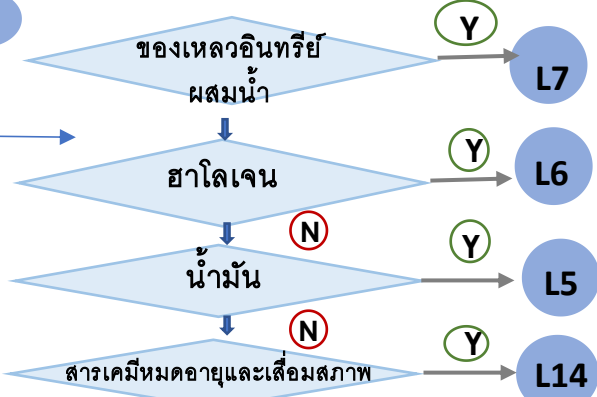 ของเหลวอินทรีย์
ผสมน้ำ
Y
L7
ฮาโลเจน
Y
L6
N
น้ำมัน
Y
L5
N
สารเคมีหมดอายุและเสื่อมสภาพ
Y
L14